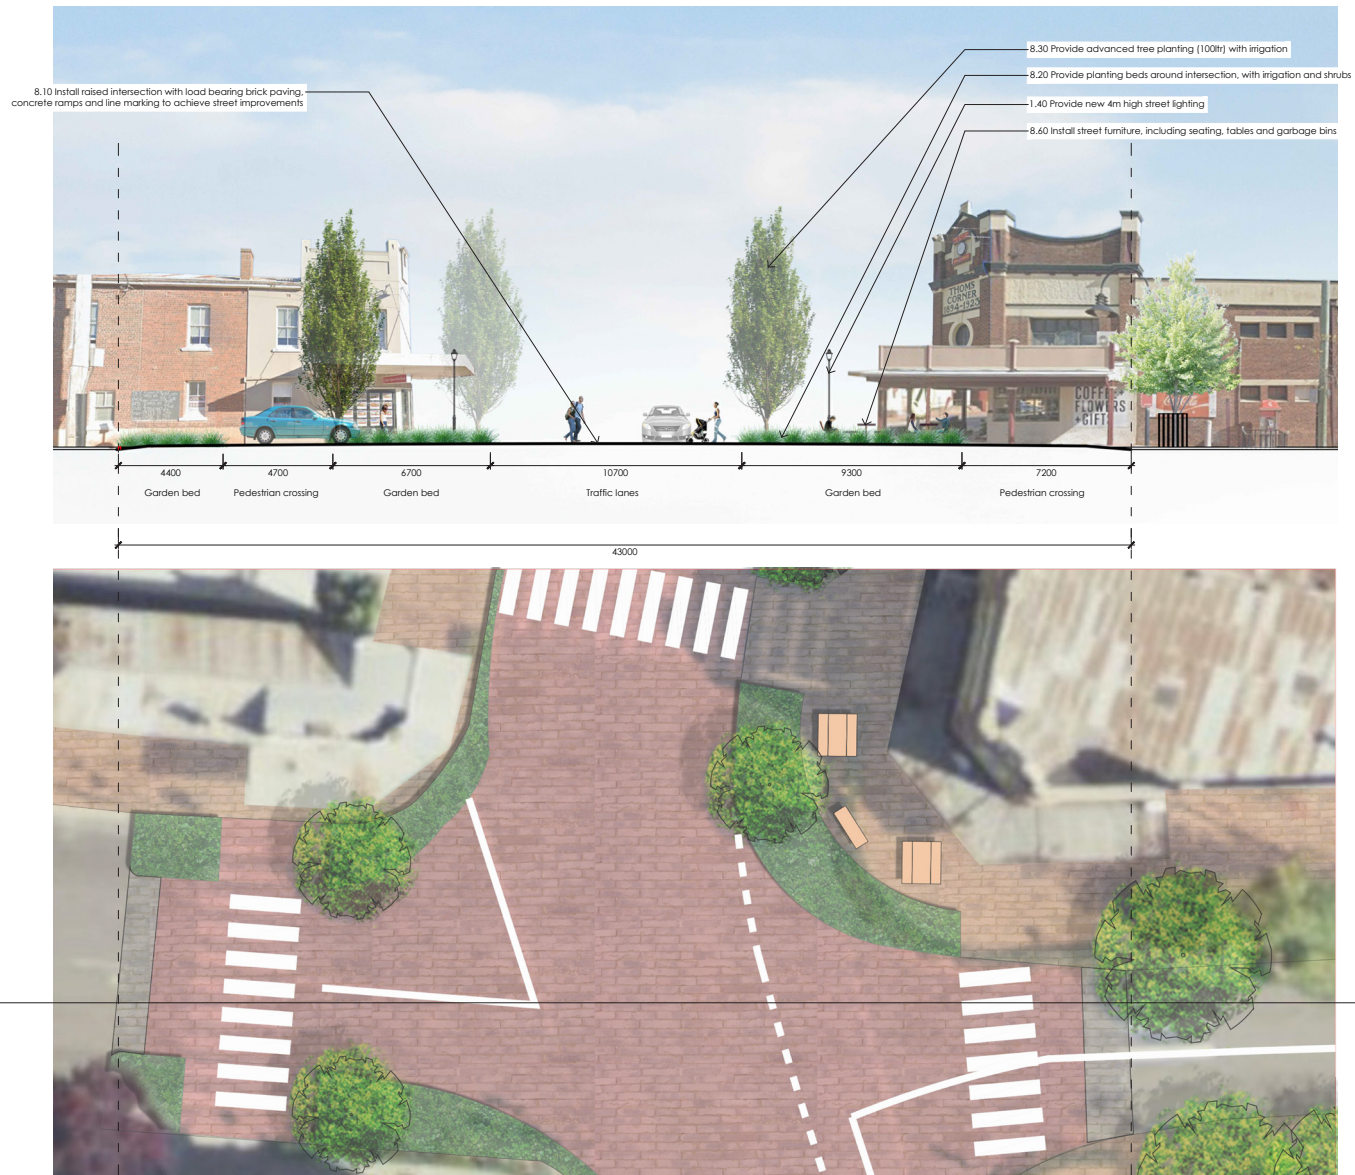 8.30 Provide advanced tree planting (100ltr) with irrigation
8.20 Provide planting beds around intersection, with irrigation and shrubs
8.10 Install raised intersection with load bearing brick paving,
concrete ramps and line marking to achieve street improvements
1.40 Provide new 4m high street lighting
8.60 Install street furniture, including seating, tables and garbage bins
THOMS
CORNER
1894-1923
COFFEE+
FLOWERS
+GIFTS
4400
4700
6700
10700
9300
7200
Garden bed
Pedestrian crossing
Garden bed
Traffic lanes
Garden bed
Pedestrian crossing
43000